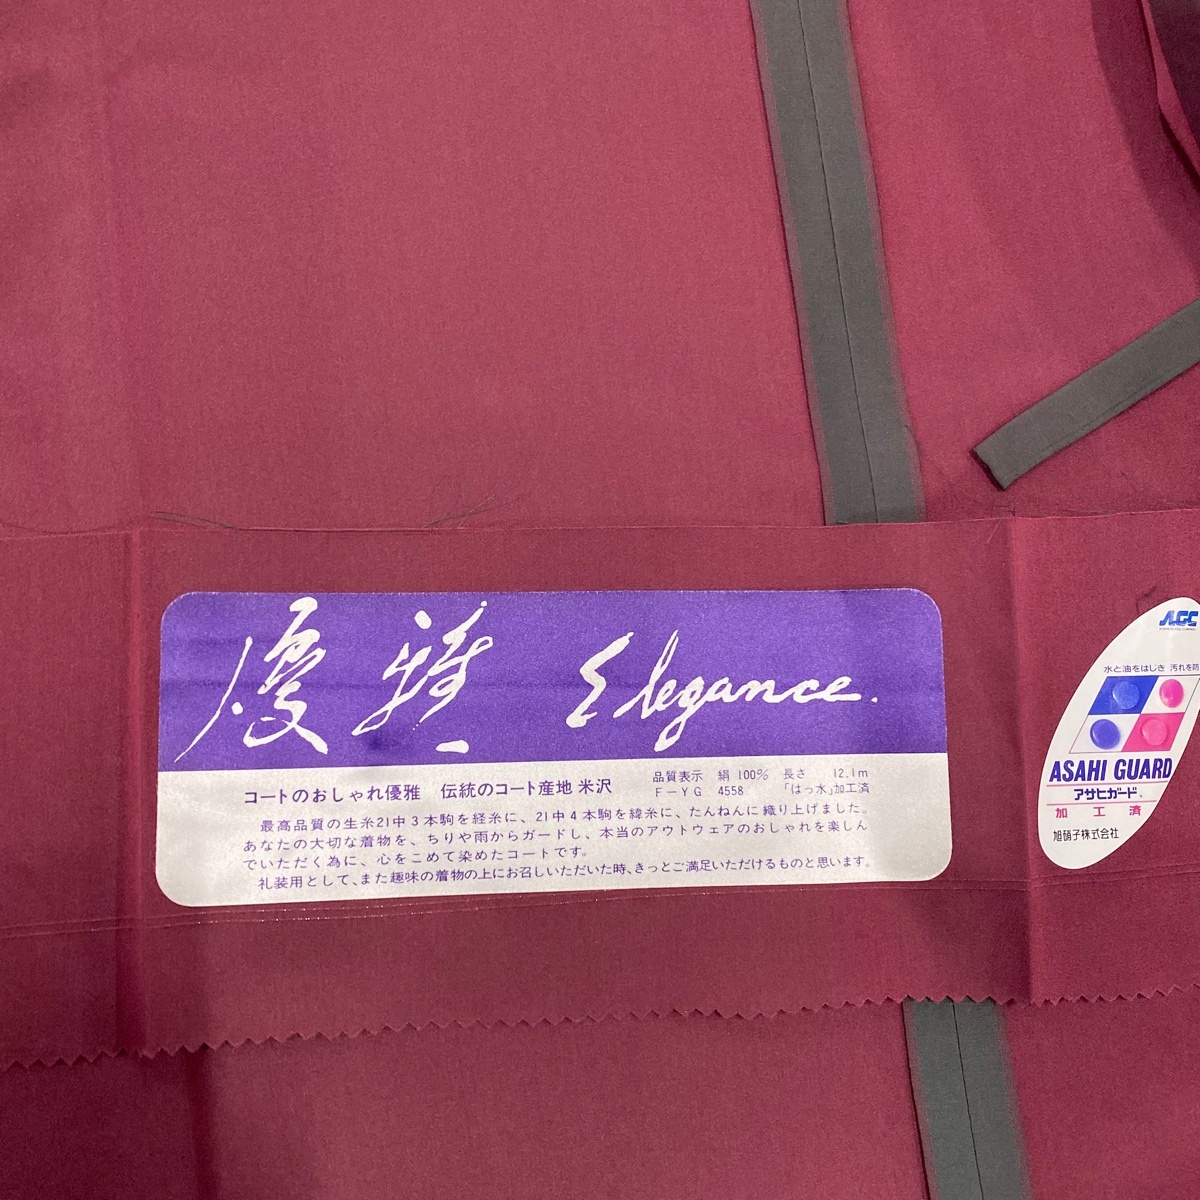 優雅 Elegance.
コートのおしゃれ優雅 伝統のコート産地 米沢
品質表示 絹 100% 長さ 12.1m
F-YG 4558 「はっ水」加工済
最高品質の生糸21中3本駒を経糸に、21中4本駒を緯糸に、たんねんに織り上げました。
あなたの大切な着物を、ちりや雨からガードし、本当のアウトウェアのおしゃれを楽しん
でいただく為に、心をこめて染めたコートです。
礼装用として、また趣味の着物の上にお召しいただいた時、きっとご満足いただけるものと思います。
AGC
水と油をはじき 汚れを防
ASAHI GUARD
アサヒガード®
加工済
旭硝子株式会社